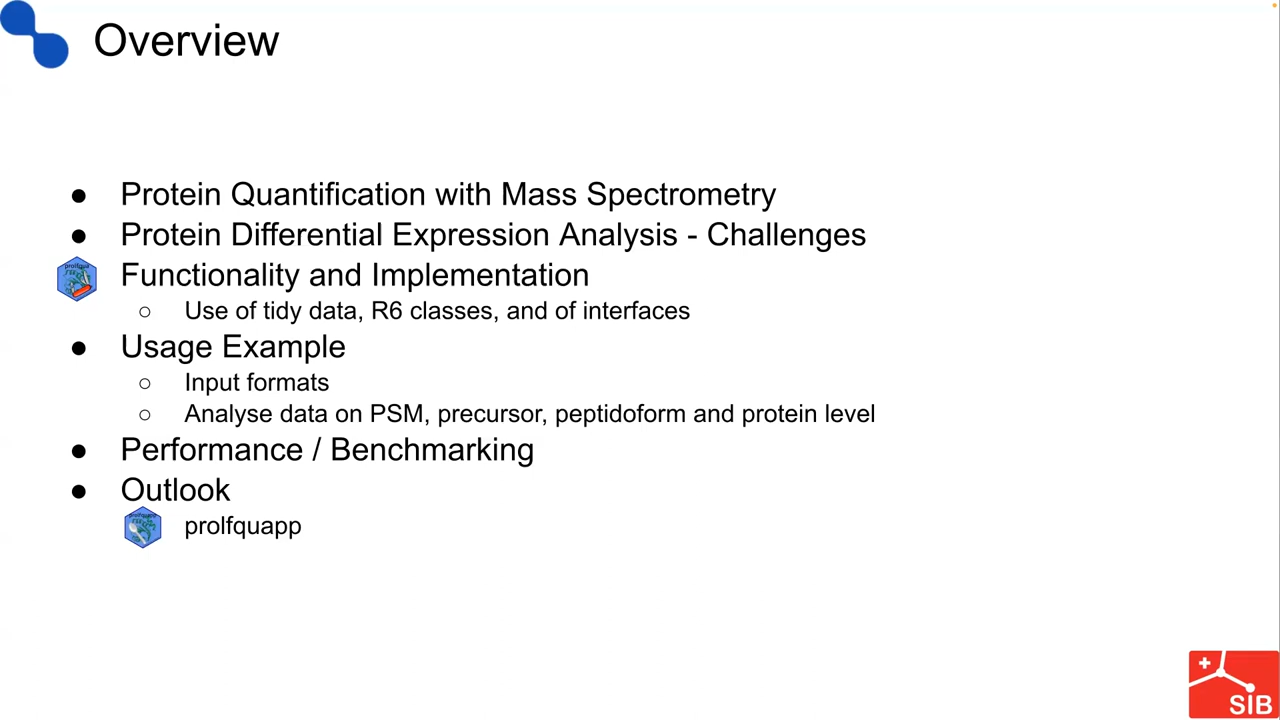 Overview
● Protein Quantification with Mass Spectrometry
● Protein Differential Expression Analysis - Challenges
Functionality and Implementation
○ Use of tidy data, R6 classes, and of interfaces
● Usage Example
○ Input formats
○ Analyse data on PSM, precursor, peptidoform and protein level
● Performance / Benchmarking
● Outlook
prolfquapp
SIB